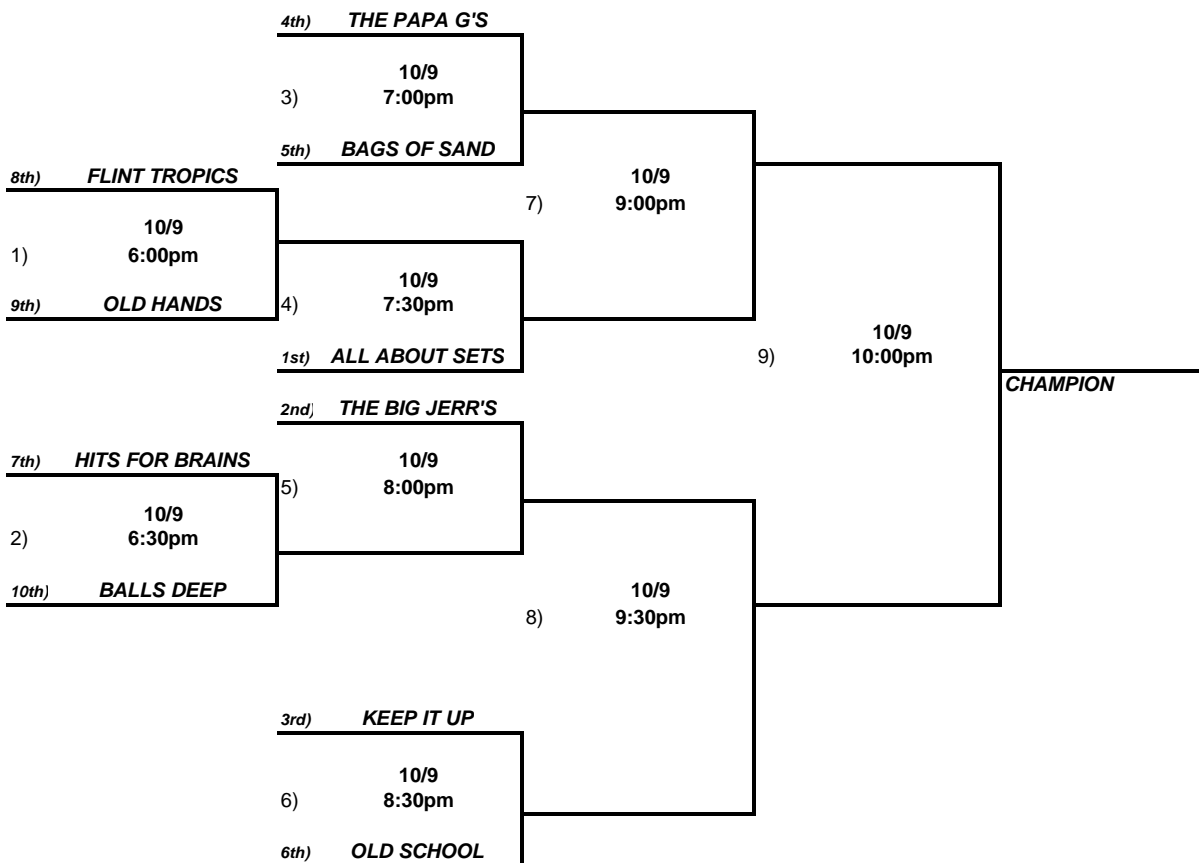 4th) THE PAPA G'S
10/9
3) 7:00pm
5th) BAGS OF SAND
8th) FLINT TROPICS
10/9
7) 9:00pm
10/9
1) 6:00pm
10/9
9th) OLD HANDS
4) 7:30pm
10/9
1st) ALL ABOUT SETS
9) 10:00pm
CHAMPION
2nd) THE BIG JERR'S
7th) HITS FOR BRAINS
10/9
5) 8:00pm
10/9
2) 6:30pm
10th) BALLS DEEP
10/9
8) 9:30pm
3rd) KEEP IT UP
10/9
6) 8:30pm
6th) OLD SCHOOL